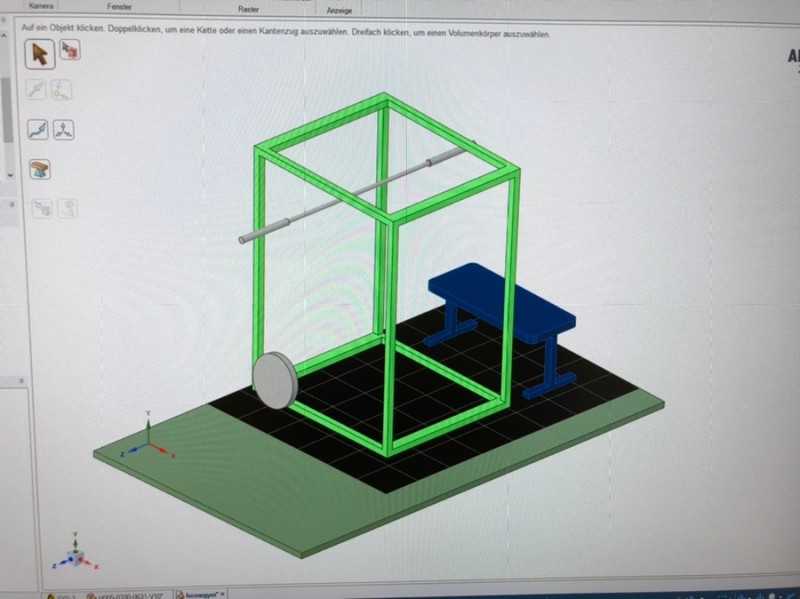 Kamera
Fenster
Raster
Anzeige
Auf ein Objekt klicken. Doppelklicken, um eine Kette oder einen Kantenzug auszuwählen. Dreifach klicken, um einen Volumenkörper auszuwählen.
Y
Z
X
Y
Z
X
homegym*